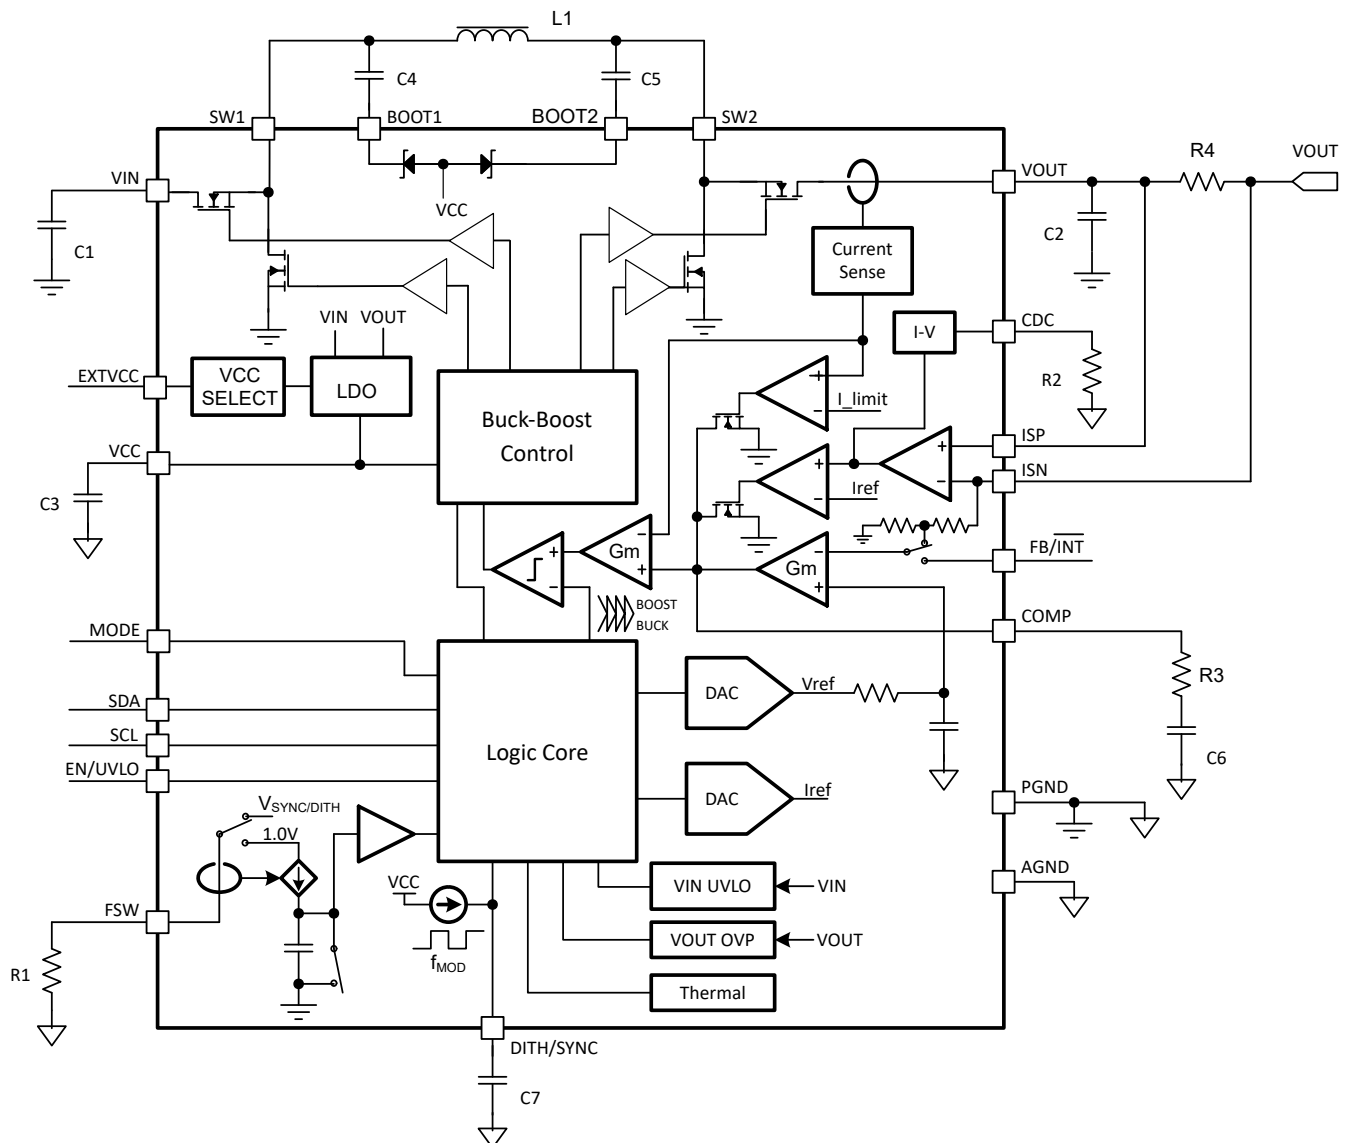 L1
C4
C5
SW1
BOOT1
BOOT2
SW2
VIN
VCC
VOUT
R4
VOUT
C1
C2
Current
Sense
VIN
VOUT
I-V
CDC
EXTVCC
VCC
SELECT
LDO
R2
Buck-Boost
Control
+
I_limit
−
VCC
ISP
+
+
ISN
−
−
Iref
C3
FB/INT
−
+
−
Gm
Gm
+
+
−
BOOST
BUCK
COMP
MODE
R3
SDA
DAC
Vref
SCL
Logic Core
C6
EN/UVLO
PGND
VSYNC/DITH
DAC
Iref
1.0V
AGND
VCC
VIN UVLO
VIN
FSW
VOUT OVP
VOUT
fMOD
R1
Thermal
DITH/SYNC
C7